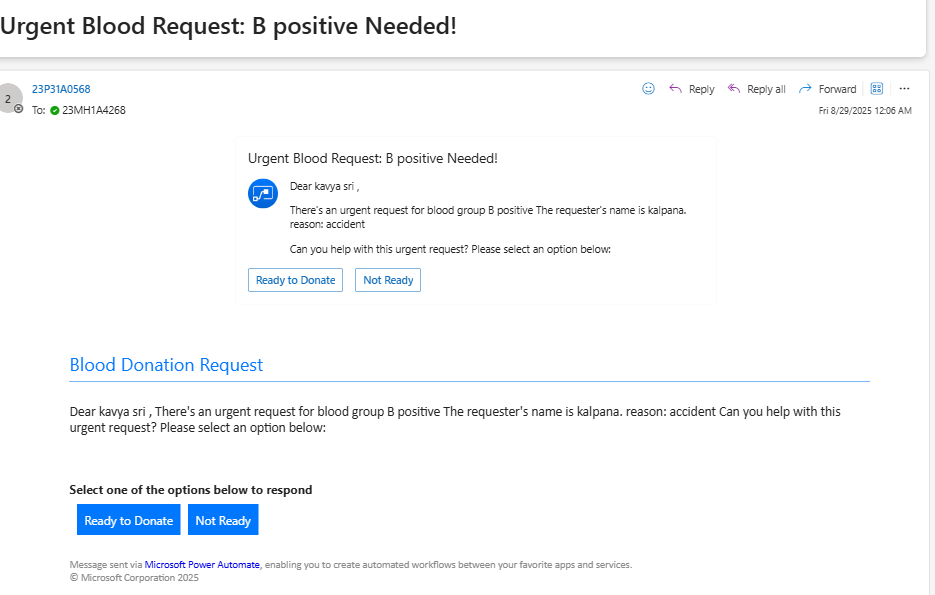 Urgent Blood Request: B positive Needed!
2
23P31A0568
To: 23MH1A4268
Reply
Reply all
Forward
Fri 8/29/2025 12:06 AM
Urgent Blood Request: B positive Needed!
Dear kavya sri ,
There's an urgent request for blood group B positive The requester's name is kalpana.
reason: accident
Can you help with this urgent request? Please select an option below:
Ready to Donate
Not Ready
Blood Donation Request
Dear kavya sri , There's an urgent request for blood group B positive The requester's name is kalpana. reason: accident Can you help with this
urgent request? Please select an option below:
Select one of the options below to respond
Ready to Donate
Not Ready
Message sent via Microsoft Power Automate, enabling you to create automated workflows between your favorite apps and services.
© Microsoft Corporation 2025